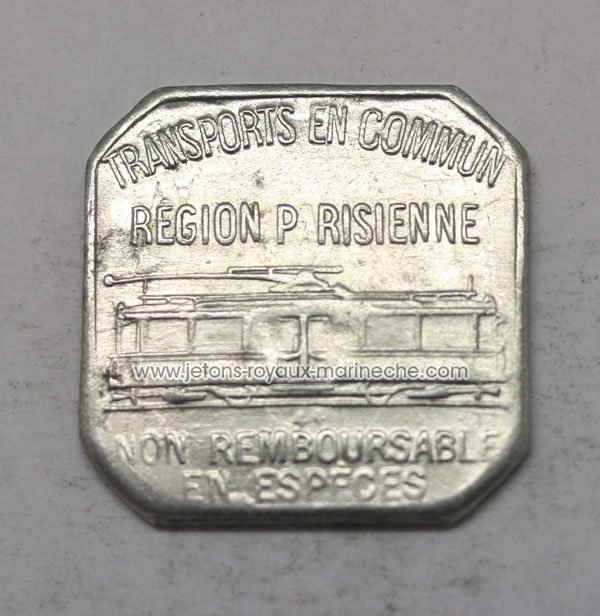 TRANSPORTS EN COMMUN
RÉGION P RISIENNE
www.jetons-royaux-marineche.com
NON REMBOURSABLE
EN ESPÈCES